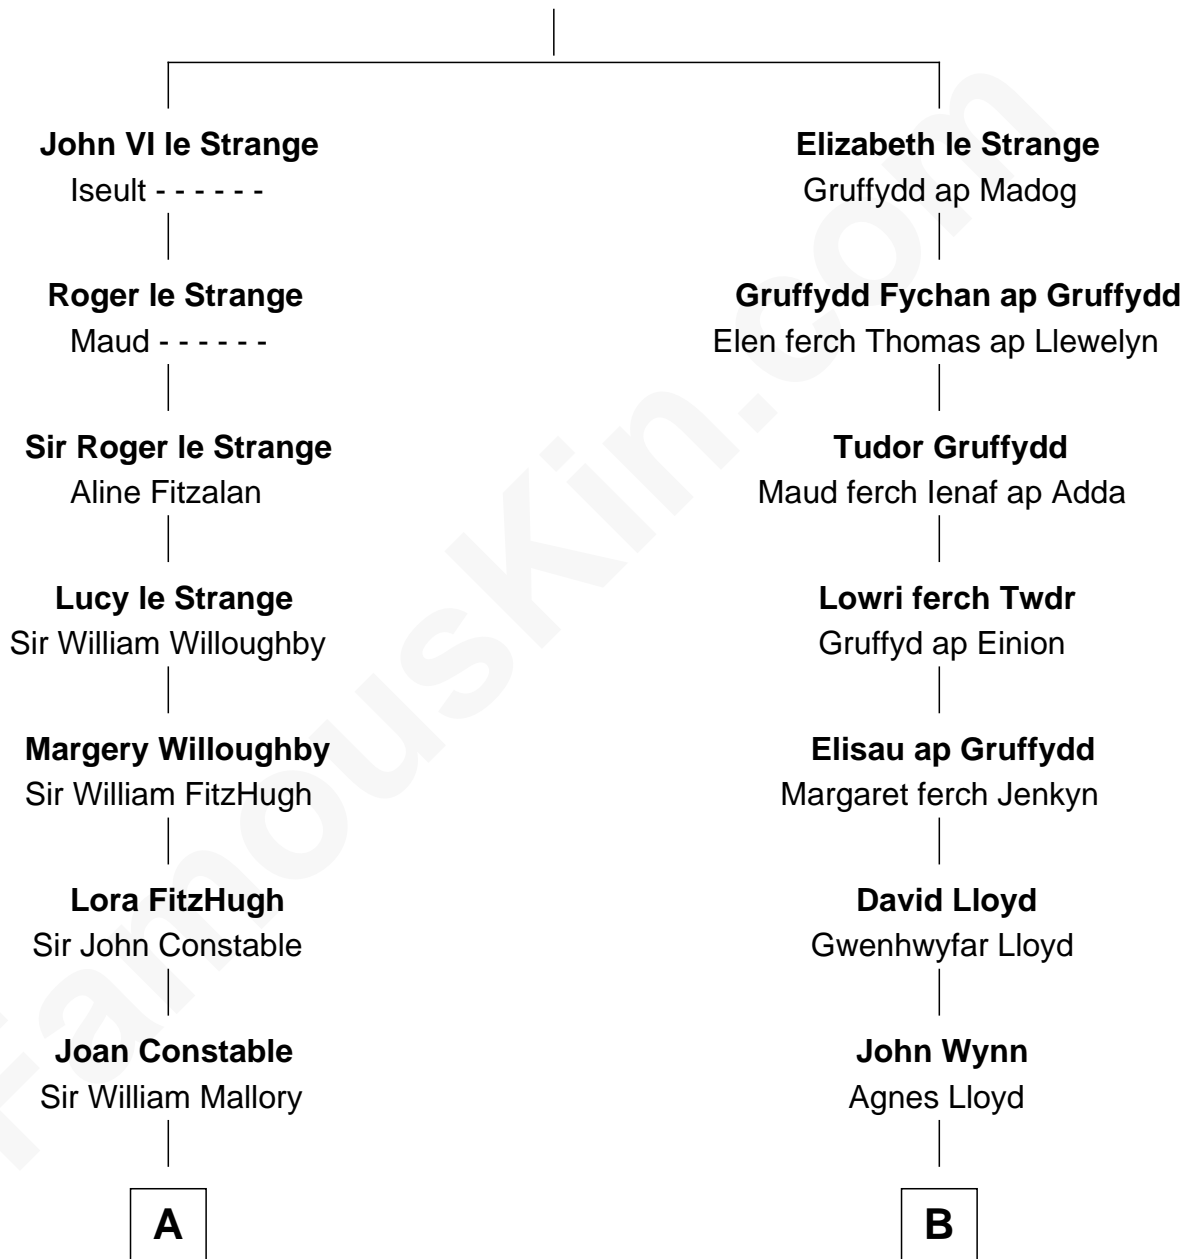 John VI le Strange
Iseult - - - - - -
Roger le Strange
Maud - - - - - -
Sir Roger le Strange
Aline Fitzalan
Lucy le Strange
Sir William Willoughby
Margery Willoughby
Sir William FitzHugh
Lora FitzHugh
Sir John Constable
Joan Constable
Sir William Mallory
A
Elizabeth le Strange
Gruffydd ap Madog
Gruffydd Fychan ap Gruffydd
Elen ferch Thomas ap Llewelyn
Tudor Gruffydd
Maud ferch Ienaf ap Adda
Lowri ferch Twdr
Gruffyd ap Einion
Elisau ap Gruffydd
Margaret ferch Jenkyn
David Lloyd
Gwenhwyfar Lloyd
John Wynn
Agnes Lloyd
B
FamousKin.com